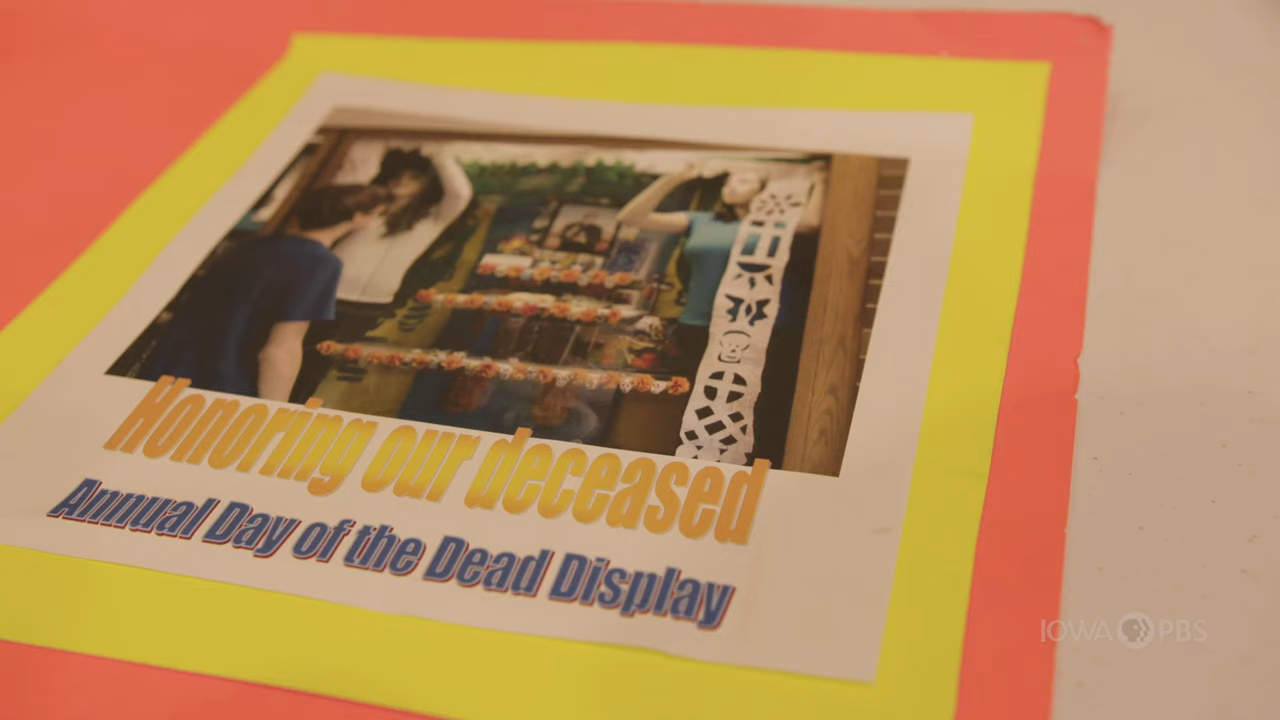 Honoring our deceased
Annual Day of the Dead Display
IOWA PBS